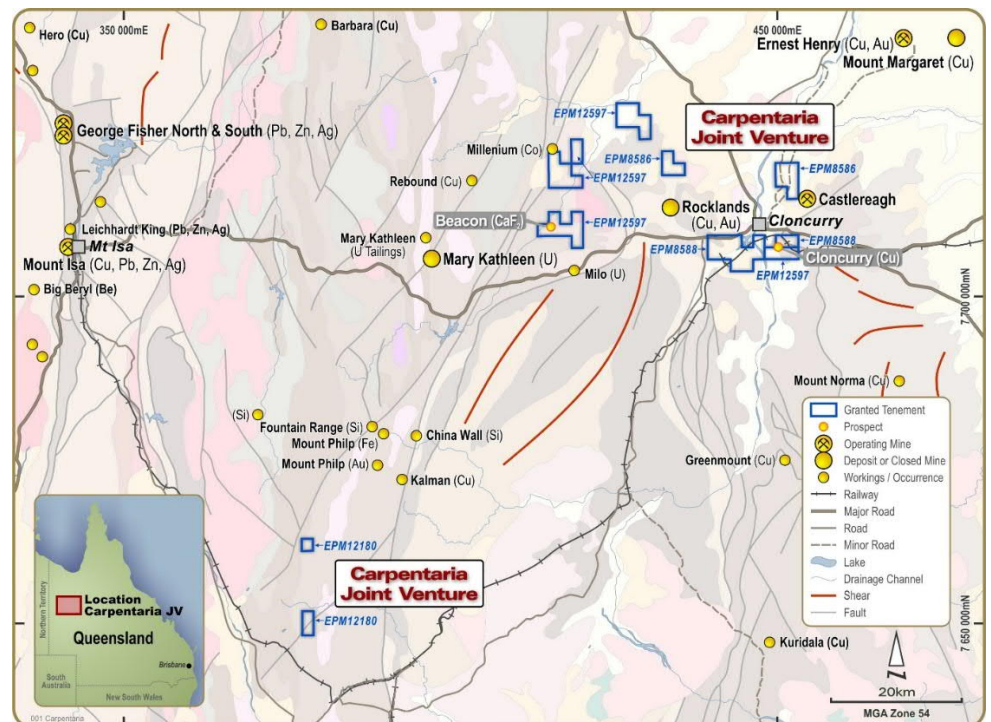 350 000mE
450 000mE
Hero (Cu)
Barbara (Cu)
Ernest Henry (Cu, Au)
Mount Margaret (Cu)
EPM12597
Carpentaria
Joint Venture
George Fisher North & South (Pb, Zn, Ag)
Millenium (Co)
EPM8586
EPM8586
Rebound (Cu)
EPM12597
Castlereagh
Rocklands
(Cu, Au)
Beacon (CaF2)
EPM12597
Cloncurry
Leichhardt King (Pb, Zn, Ag)
Mt Isa
Mary Kathleen
(U Tailings)
EPM8588
EPM8588
Mount Isa (Cu, Pb, Zn, Ag)
Mary Kathleen (U)
Milo (U)
Cloncurry (Cu)
EPM12597
Big Beryl (Be)
7 700 000mN
Mount Norma (Cu)
(Si)
Fountain Range (Si)
Mount Philp (Fe)
China Wall (Si)
Mount Philp (Au)
Kalman (Cu)
Greenmount (Cu)
Granted Tenement
Prospect
Operating Mine
Deposit or Closed Mine
Workings / Occurrence
Railway
Major Road
Road
Minor Road
Lake
Drainage Channel
Shear
Fault
EPM12180
Carpentaria
Joint Venture
EPM12180
Location
Carpentaria JV
Northern Territory
Queensland
Brisbane
South
Australia
New South Wales
Kuridala (Cu)
7 650 000mN
N
20km
MGA Zone 54
001 Carpentaria